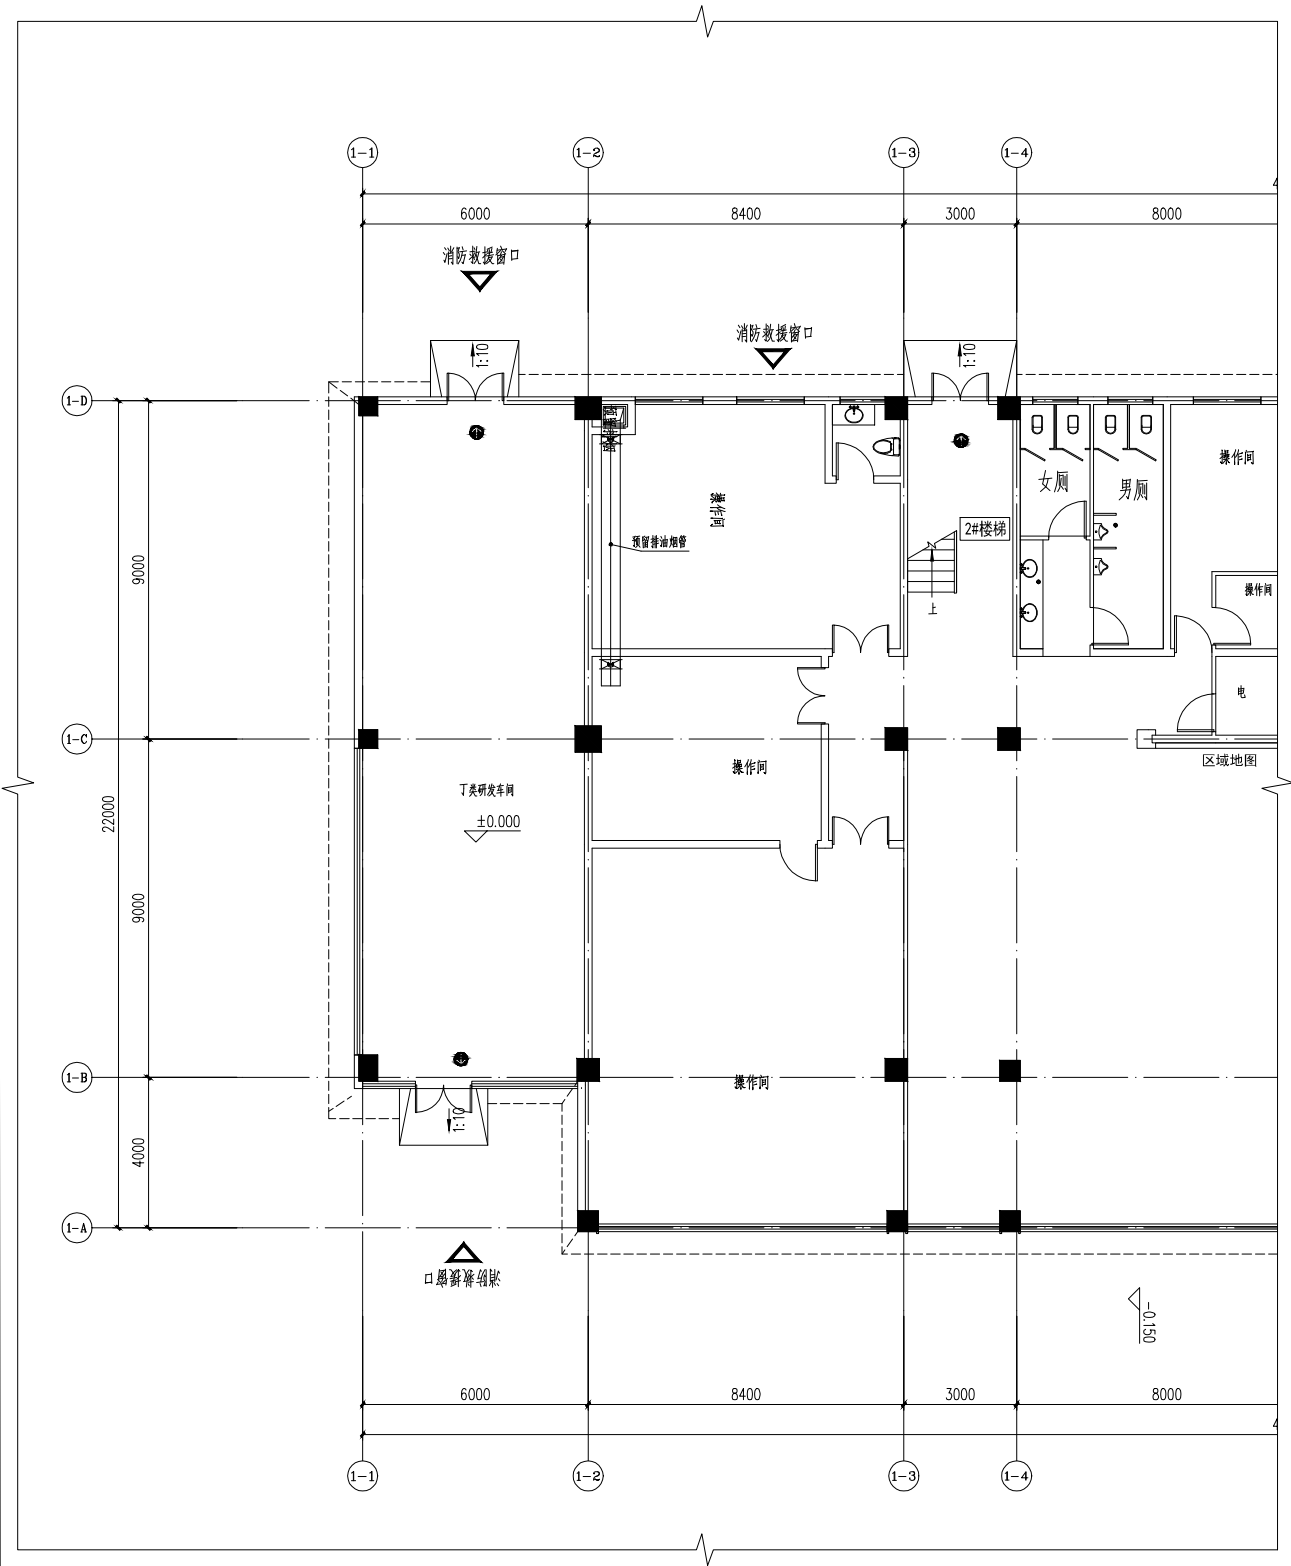 1-1
1-2
1-3
1-4
6000
8400
3000
8000
消防救援窗口
消防救援窗口
1:10
1:10
1-D
操作间
女厕
男厕
操作间
2#楼梯
预留排油烟管
9000
操作间
上
电
1-C
区域地图
操作间
丁类研发车间
±0.000
22000
9000
1-B
操作间
1:10
4000
1-A
消防救援窗口
-0.150
6000
8400
3000
8000
1-1
1-2
1-3
1-4